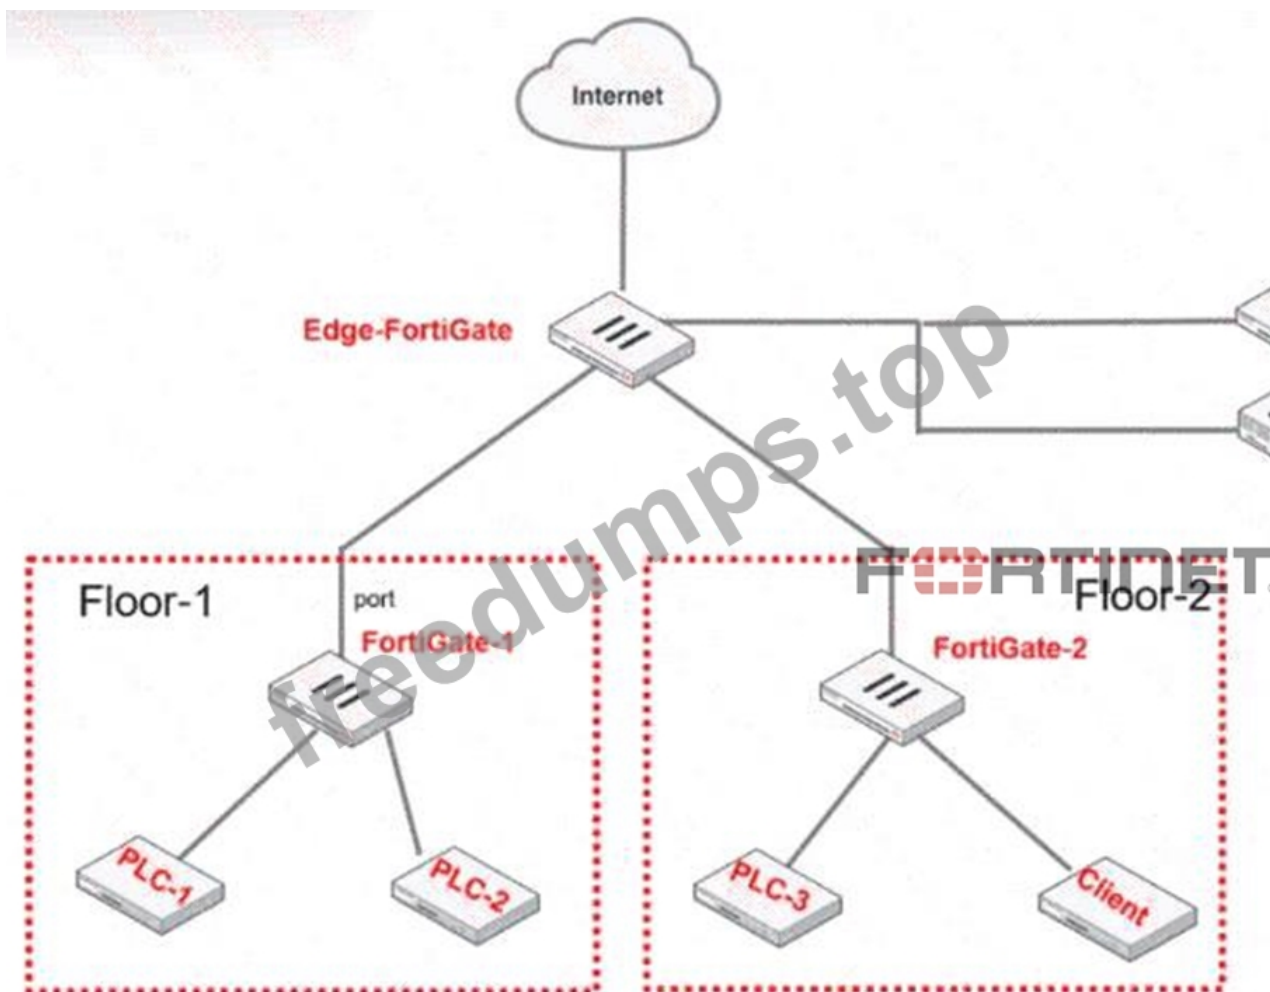 Internet
Edge-FortiGate
freedumps.top
FORTINET
Floor-1
port
FortiGate-1
Floor-2
FortiGate-2
PLC-1
PLC-2
PLC-3
Client